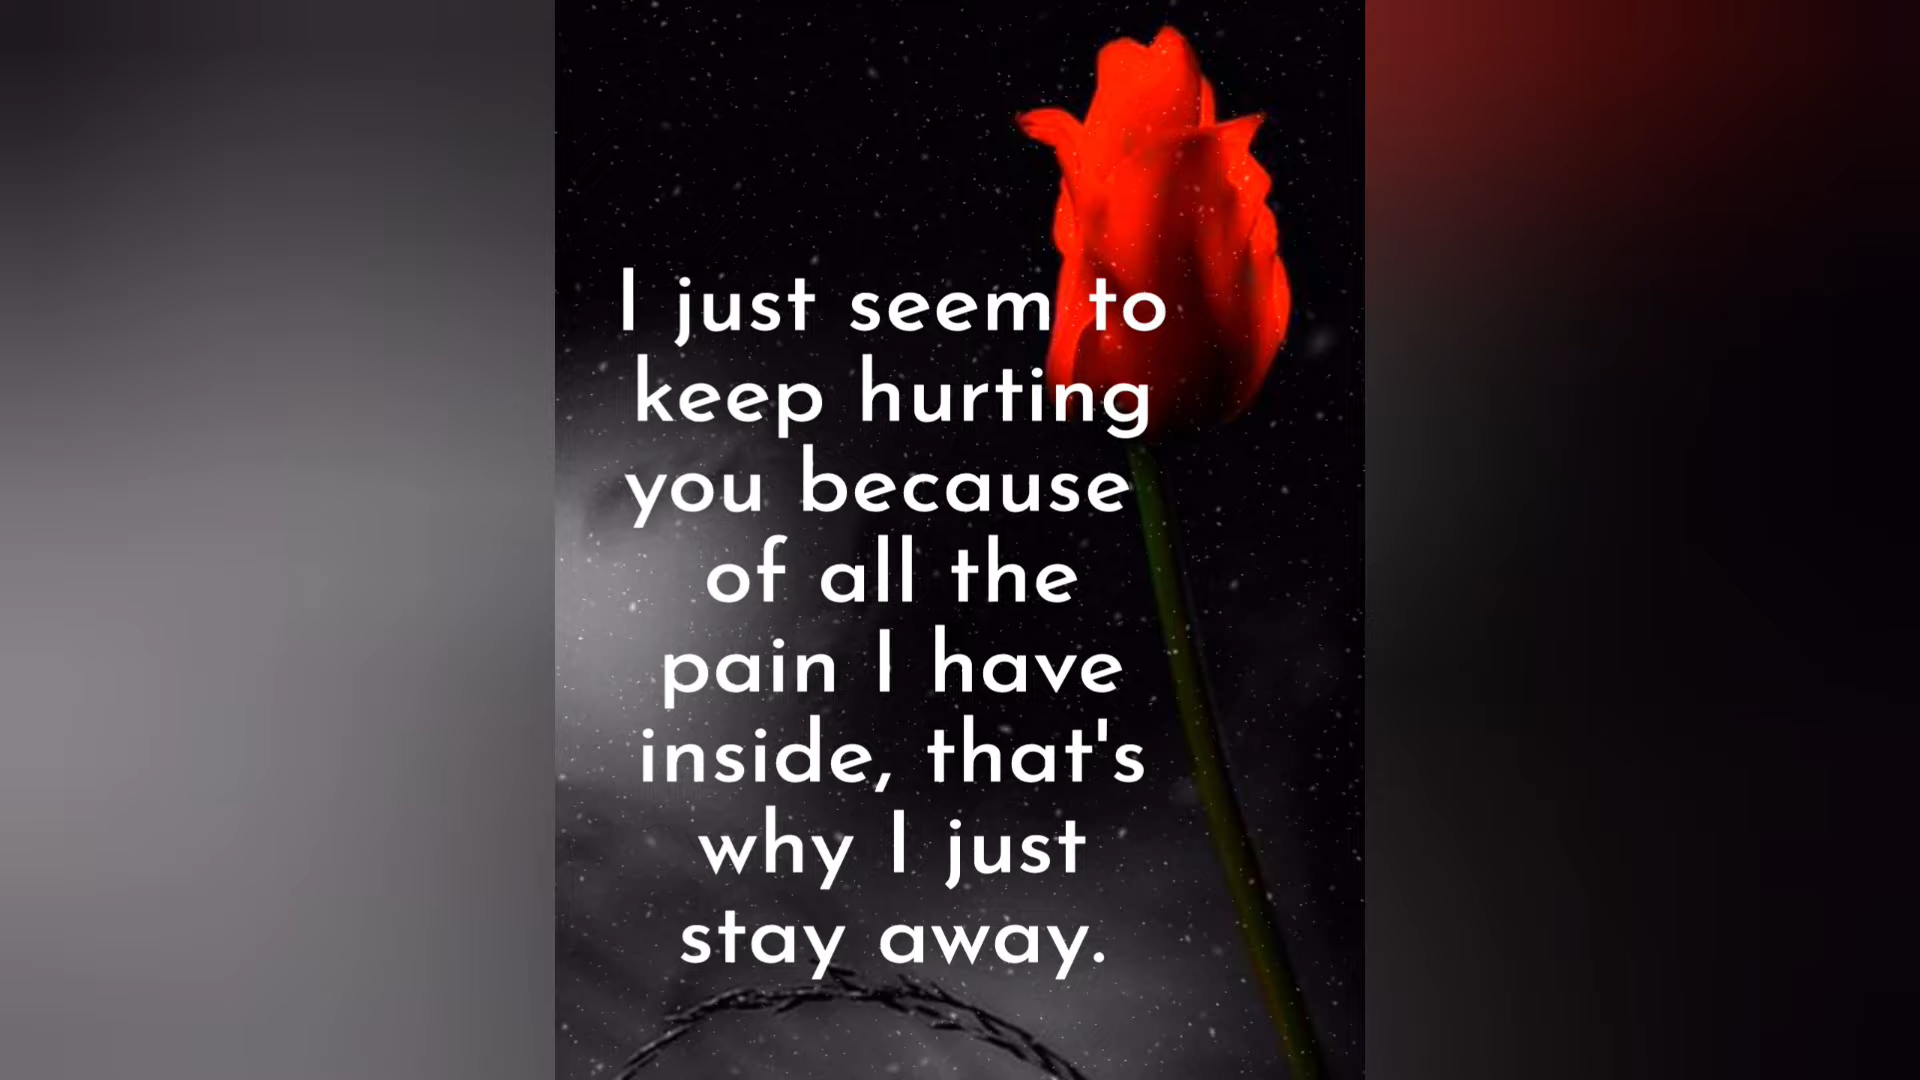 I just seem to
keep hurting
you because
of all the
pain I have
inside, that's
why I just
stay away.